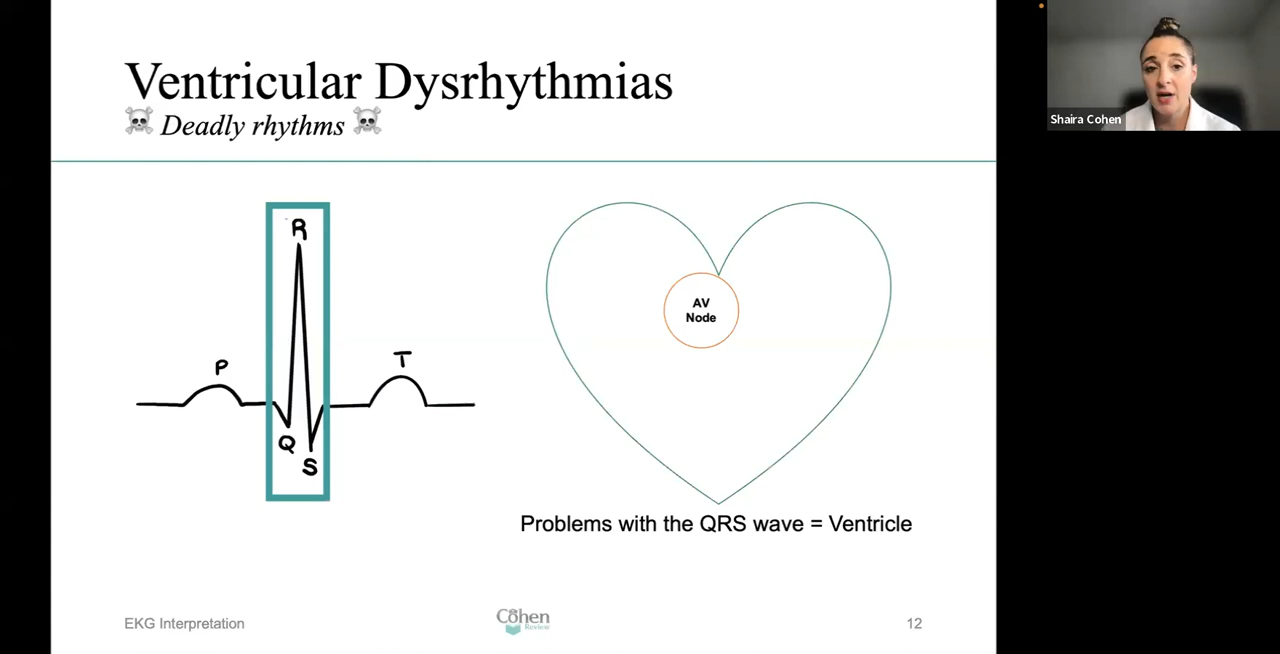 Ventricular Dysrhythmias
☠ Deadly rhythms ☠
Shaira Cohen
R
P
T
Q
S
AV
Node
Problems with the QRS wave = Ventricle
EKG Interpretation
Cohen
Review
12